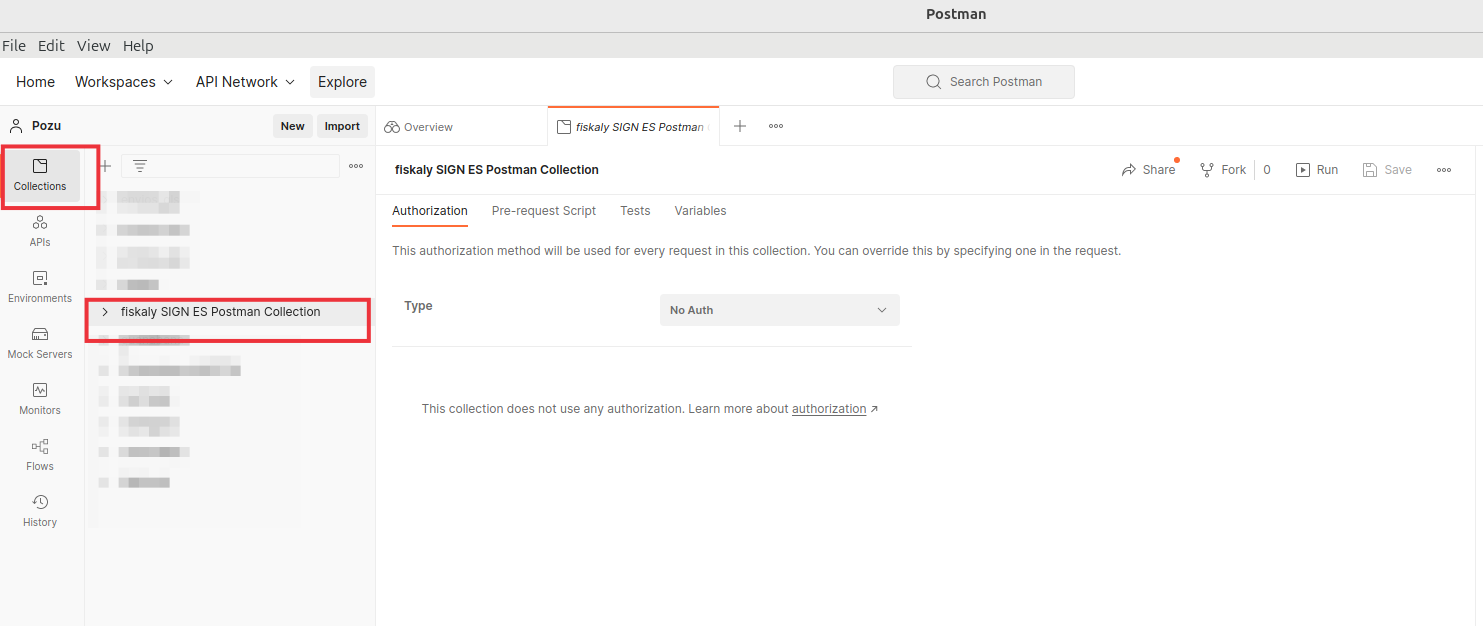 Postman
File Edit View Help
Home Workspaces API Network Explore Search Postman
Pozu New Import
Overview fiskaly SIGN ES Postman
Collections
APIs
Environments
Mock Servers
Monitors
Flows
History
fiskaly SIGN ES Postman Collection
fiskaly SIGN ES Postman Collection Share Fork 0 Run Save
Authorization Pre-request Script Tests Variables
This authorization method will be used for every request in this collection. You can override this by specifying one in the request.
Type No Auth
This collection does not use any authorization. Learn more about authorization ↗